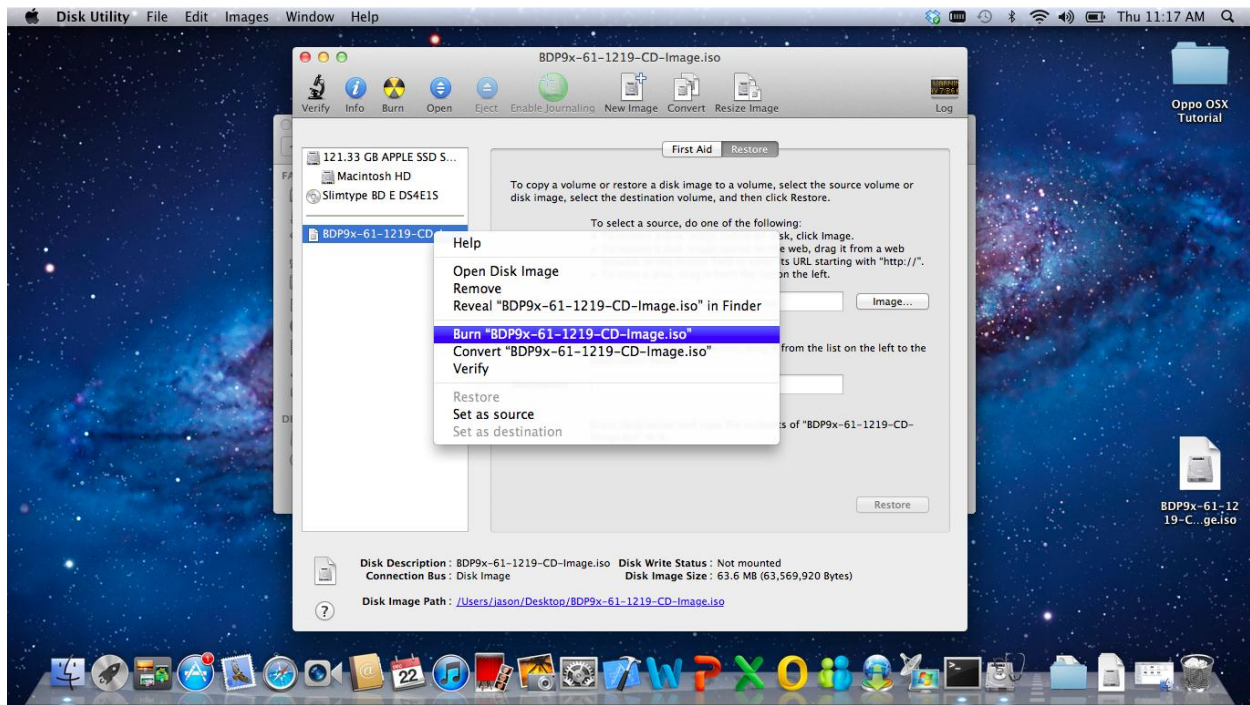 Disk Utility File Edit Images Window Help Thu 11:17 AM
BDP9x-61-1219-CD-Image.iso
Verify Info Burn Open Eject Enable Journaling New Image Convert Resize Image Log
Oppo OSX
Tutorial
121.33 GB APPLE SSD S...
Macintosh HD
Slimtype BD E DS4E1S
BDP9x-61-1219-CD-
First Aid Restore
To copy a volume or restore a disk image to a volume, select the source volume or
disk image, select the destination volume, and then click Restore.
To select a source, do one of the following:
sk, click Image.
e web, drag it from a web
ts URL starting with "http://".
on the left.
Image...
from the list on the left to the
s of "BDP9x-61-1219-CD-
Restore
Help
Open Disk Image
Remove
Reveal "BDP9x-61-1219-CD-Image.iso" in Finder
Burn "BDP9x-61-1219-CD-Image.iso"
Convert "BDP9x-61-1219-CD-Image.iso"
Verify
Restore
Set as source
Set as destination
BDP9x-61-12
19-C...ge.iso
Disk Description : BDP9x-61-1219-CD-Image.iso Disk Write Status : Not mounted
Connection Bus : Disk Image Disk Image Size : 63.6 MB (63,569,920 Bytes)
Disk Image Path : /Users/jason/Desktop/BDP9x-61-1219-CD-Image.iso
?
DEC
22
1